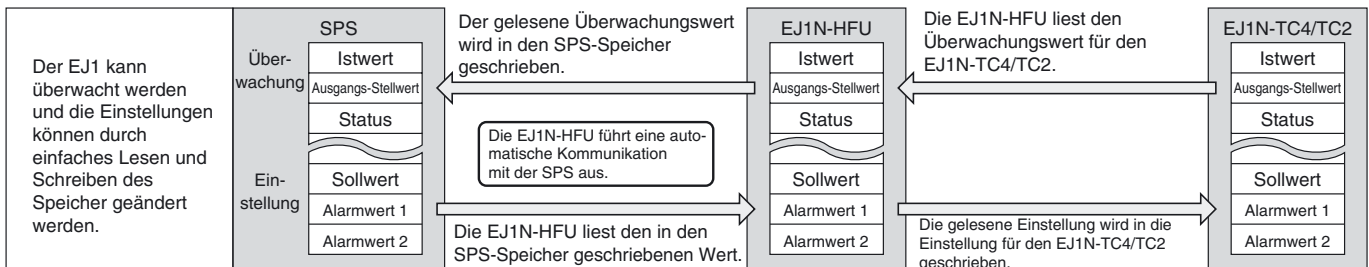 Der EJ1 kann
überwacht werden
und die Einstellungen
können durch
einfaches Lesen und
Schreiben des
Speicher geändert
werden.
SPS
Über-
wachung
Istwert
Ausgangs-Stellwert
Status
Ein-
stellung
Sollwert
Alarmwert 1
Alarmwert 2
Der gelesene Überwachungswert
wird in den SPS-Speicher
geschrieben.
Die EJ1N-HFU führt eine auto-
matische Kommunikation
mit der SPS aus.
Die EJ1N-HFU liest den in den
SPS-Speicher geschriebenen Wert.
EJ1N-HFU
Istwert
Ausgangs-Stellwert
Status
Sollwert
Alarmwert 1
Alarmwert 2
Die EJ1N-HFU liest den
Überwachungswert für den
EJ1N-TC4/TC2.
Die gelesene Einstellung wird in die
Einstellung für den EJ1N-TC4/TC2
geschrieben.
EJ1N-TC4/TC2
Istwert
Ausgangs-Stellwert
Status
Sollwert
Alarmwert 1
Alarmwert 2